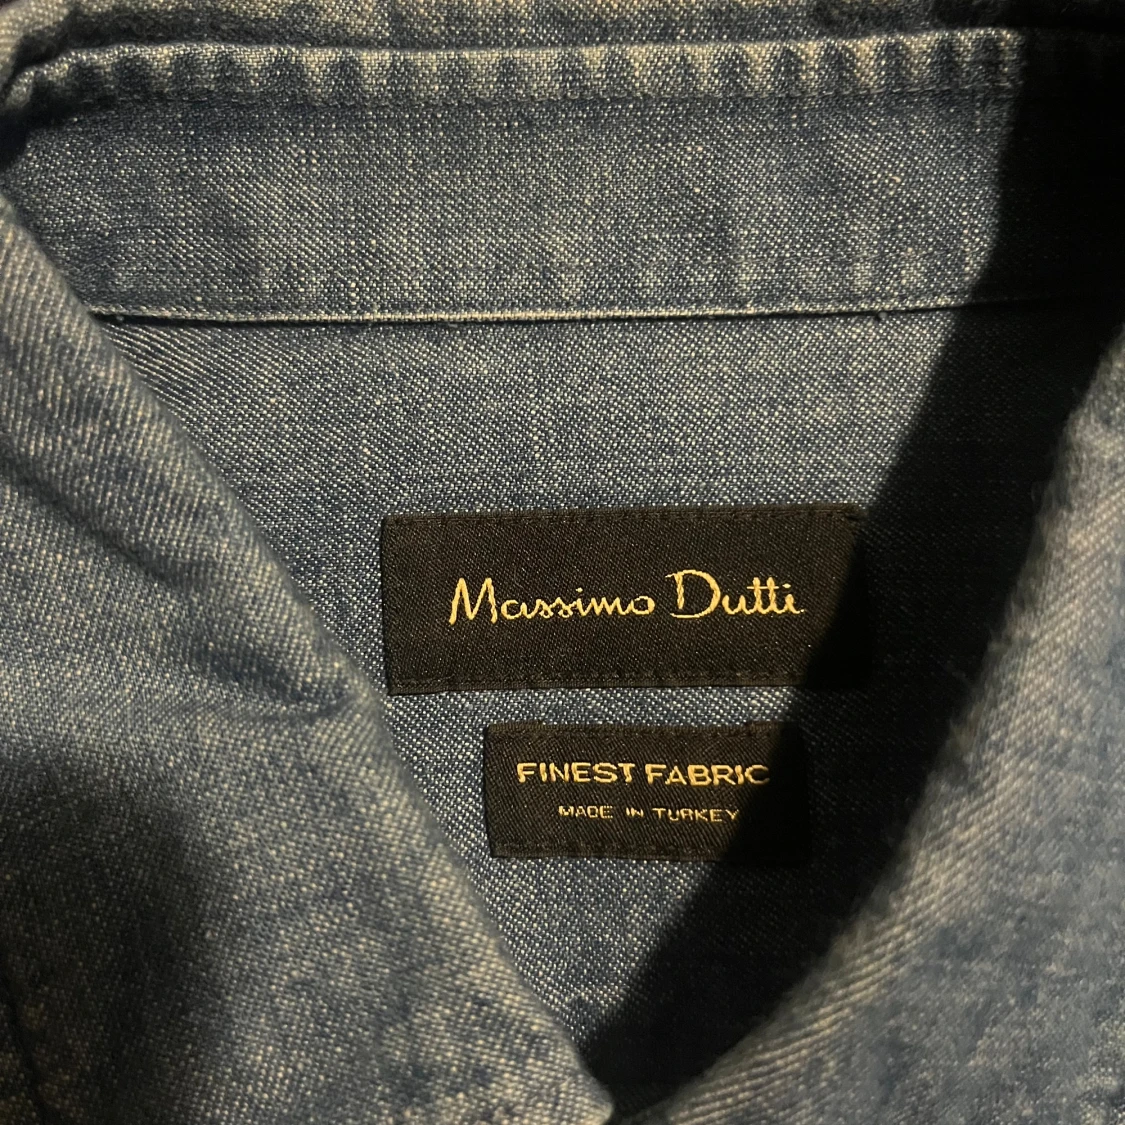 Massimo Dutti
FINEST FABRIC
MADE IN TURKEY